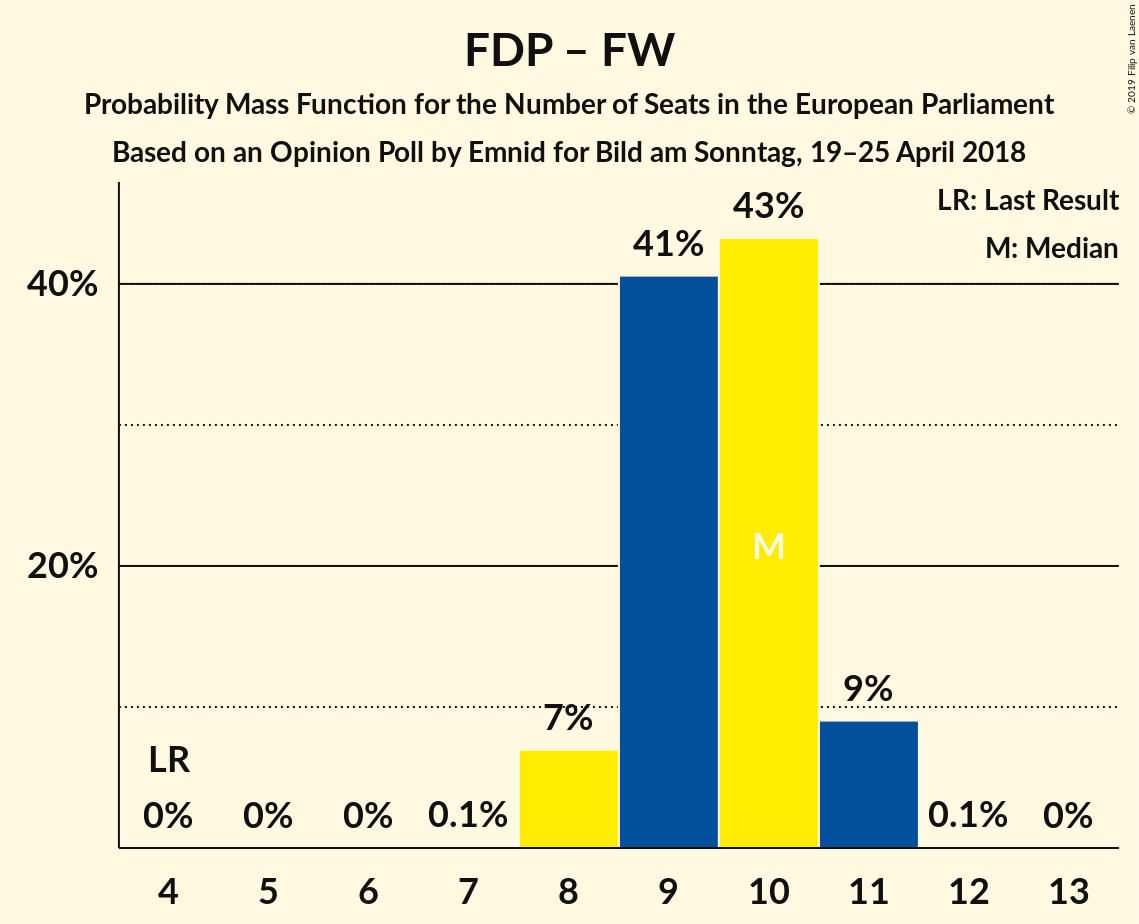 FDP – FW
Probability Mass Function for the Number of Seats in the European Parliament
Based on an Opinion Poll by Emnid for Bild am Sonntag, 19–25 April 2018
© 2019 Filip van Laenen
LR: Last Result
M: Median
43%
41%
40%
M
20%
9%
7%
LR
0% 0% 0% 0.1% 0.1% 0%
4 5 6 7 8 9 10 11 12 13